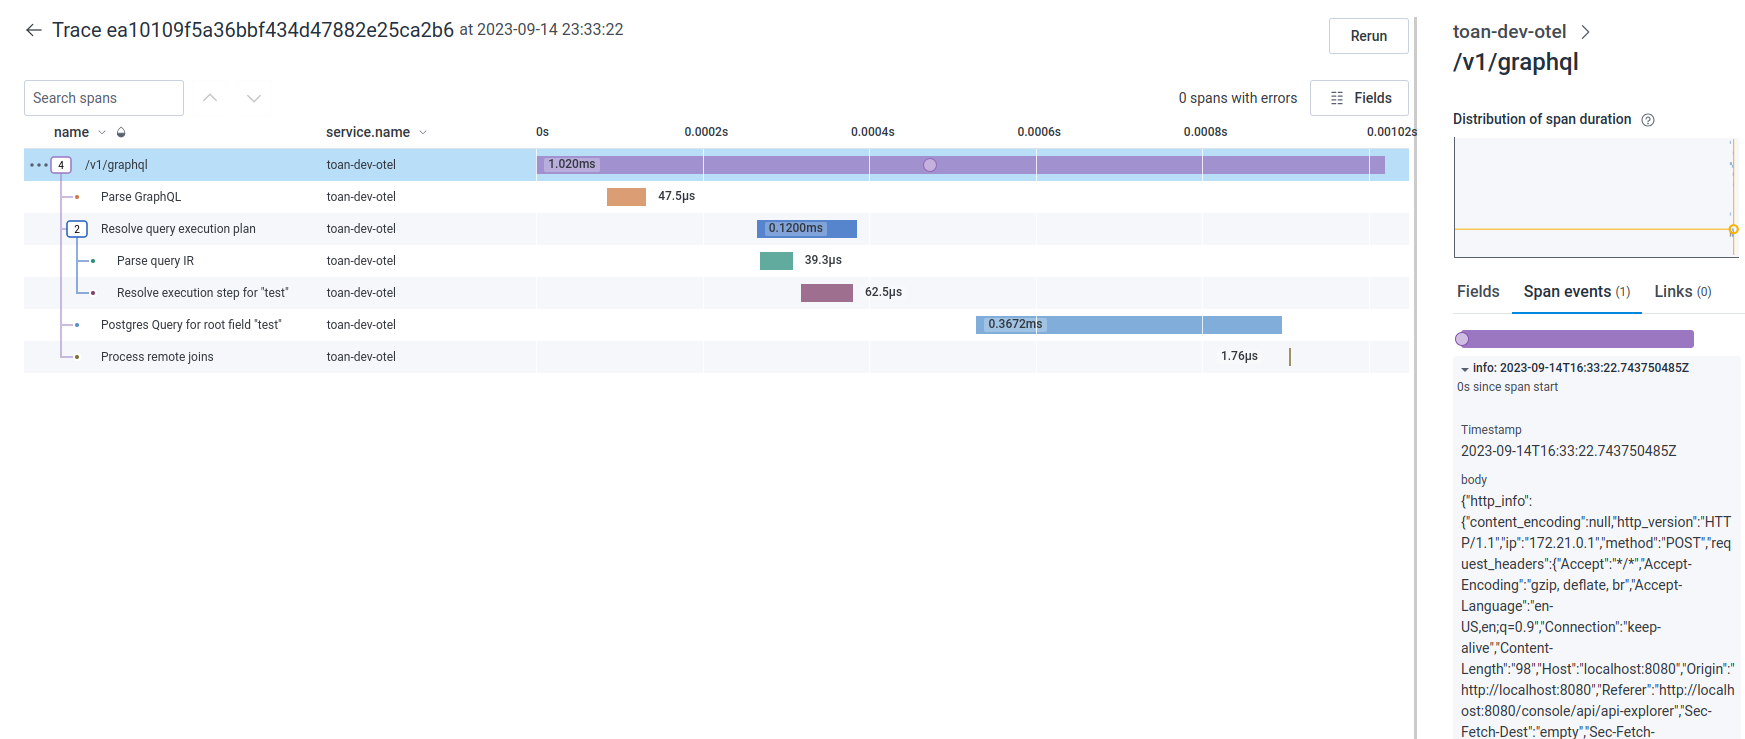 Trace ea10109f5a36bbf434d47882e25ca2b6 at 2023-09-14 23:33:22
Rerun
Search spans
0 spans with errors
Fields
name service.name 0s 0.0002s 0.0004s 0.0006s 0.0008s 0.00102s
4 /v1/graphql toan-dev-otel 1.020ms
Parse GraphQL toan-dev-otel 47.5μs
2 Resolve query execution plan toan-dev-otel 0.1200ms
Parse query IR toan-dev-otel 39.3μs
Resolve execution step for "test" toan-dev-otel 62.5μs
Postgres Query for root field "test" toan-dev-otel 0.3672ms
Process remote joins toan-dev-otel 1.76μs
toan-dev-otel
/v1/graphql
Distribution of span duration
Fields Span events (1) Links (0)
info: 2023-09-14T16:33:22.743750485Z
0s since span start
Timestamp
2023-09-14T16:33:22.743750485Z
body
{"http_info":
{"content_encoding":null,"http_version":"HTT
P/1.1","ip":"172.21.0.1","method":"POST","req
uest_headers":{"Accept":"*/*","Accept-
Encoding":"gzip, deflate, br","Accept-
Language":"en-
US,en;q=0.9","Connection":"keep-
alive","Content-
Length":"98","Host":"localhost:8080","Origin":"
http://localhost:8080","Referer":"http://localh
ost:8080/console/api/api-explorer","Sec-
Fetch-Dest":"empty","Sec-Fetch-